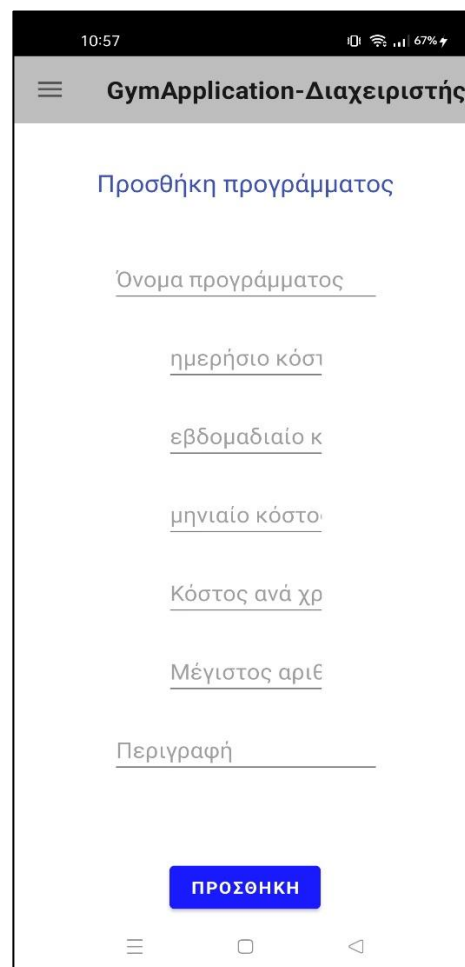 10:57 67%
GymApplication-Διαχειριστής
Προσθήκη προγράμματος
Όνομα προγράμματος
ημερήσιο κόστ
εβδομαδιαίο κ
μηνιαίο κόστο
Κόστος ανά χρ
Μέγιστος αριθ
Περιγραφή
ΠΡΟΣΘΗΚΗ